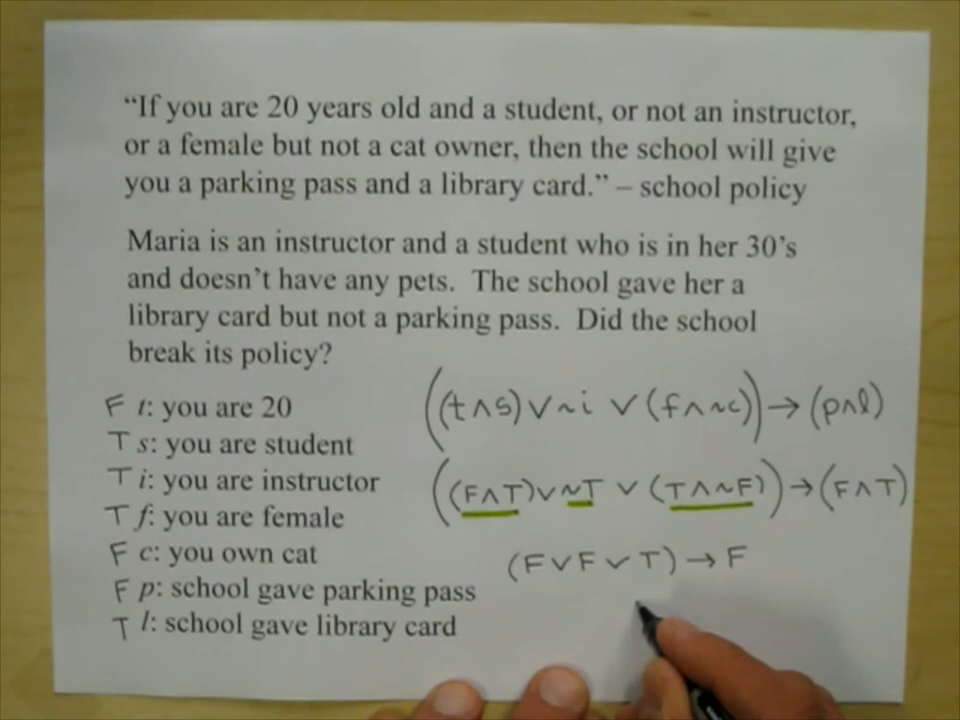 “If you are 20 years old and a student, or not an instructor,
or a female but not a cat owner, then the school will give
you a parking pass and a library card.” – school policy
Maria is an instructor and a student who is in her 30’s
and doesn’t have any pets. The school gave her a
library card but not a parking pass. Did the school
break its policy?
F t: you are 20
T s: you are student
T i: you are instructor
T f: you are female
F c: you own cat
F p: school gave parking pass
T l: school gave library card
((t∧s)∨~i ∨(f∧~c))→(p∧l)
((F∧T)∨~T ∨(T∧~F))→(F∧T)
(F∨F∨T)→F